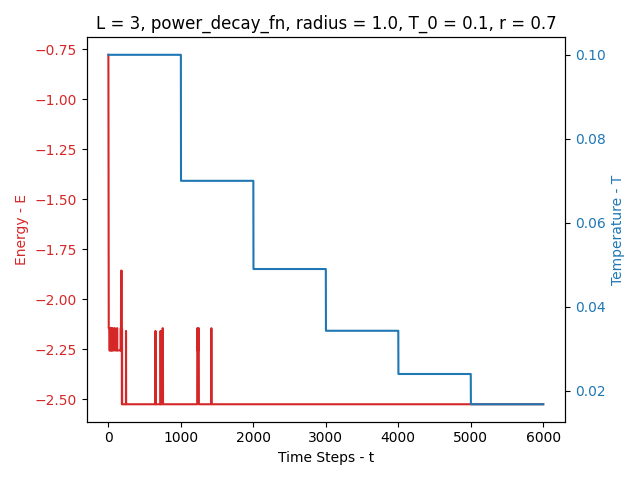 L = 3, power_decay_fn, radius = 1.0, T_0 = 0.1, r = 0.7
Energy - E
−0.75
−1.00
−1.25
−1.50
−1.75
−2.00
−2.25
−2.50
0.10
0.08
0.06
0.04
0.02
Temperature - T
0 1000 2000 3000 4000 5000 6000
Time Steps - t